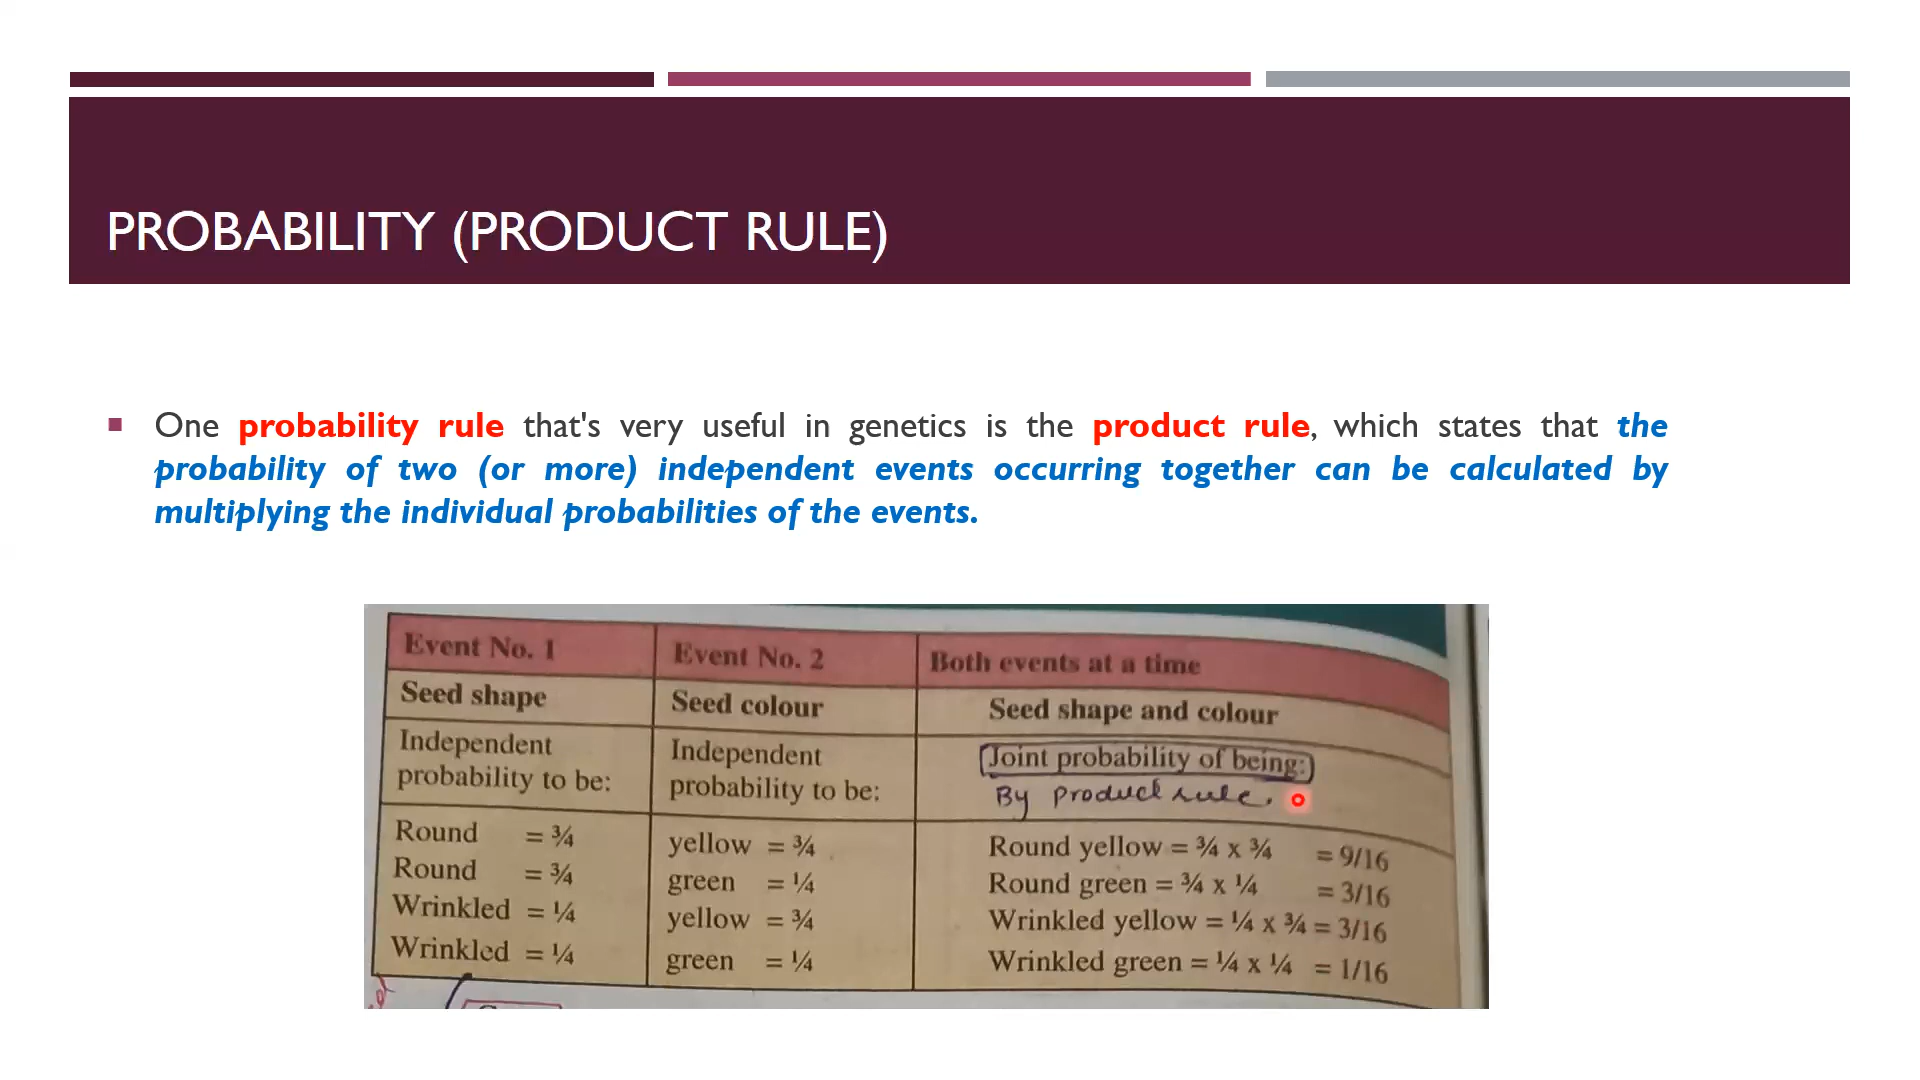 PROBABILITY (PRODUCT RULE)
One probability rule that's very useful in genetics is the product rule, which states that the
probability of two (or more) independent events occurring together can be calculated by
multiplying the individual probabilities of the events.
Event No. 1 Event No. 2 Both events at a time
Seed shape Seed colour Seed shape and colour
Independent Independent Joint probability of being:
probability to be: probability to be: By product rule.
Round = ¾ yellow = ¾ Round yellow = ¾ x ¾ = 9/16
Round = ¾ green = ¼ Round green = ¾ x ¼ = 3/16
Wrinkled = ¼ yellow = ¾ Wrinkled yellow = ¼ x ¾ = 3/16
Wrinkled = ¼ green = ¼ Wrinkled green = ¼ x ¼ = 1/16